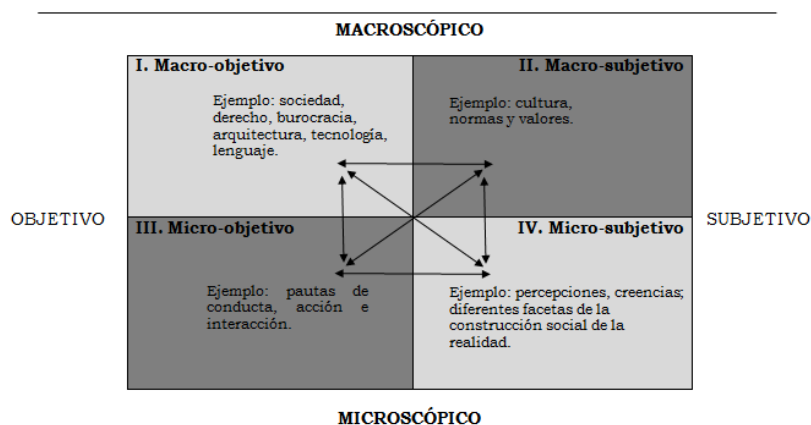 MACROSCÓPICO
I. Macro-objetivo
Ejemplo: sociedad,
derecho, burocracia,
arquitectura, tecnología,
lenguaje.
II. Macro-subjetivo
Ejemplo: cultura,
normas y valores.
OBJETIVO
SUBJETIVO
III. Micro-objetivo
Ejemplo: pautas de
conducta, acción e
interacción.
IV. Micro-subjetivo
Ejemplo: percepciones, creencias;
diferentes facetas de la
construcción social de la
realidad.
MICROSCÓPICO